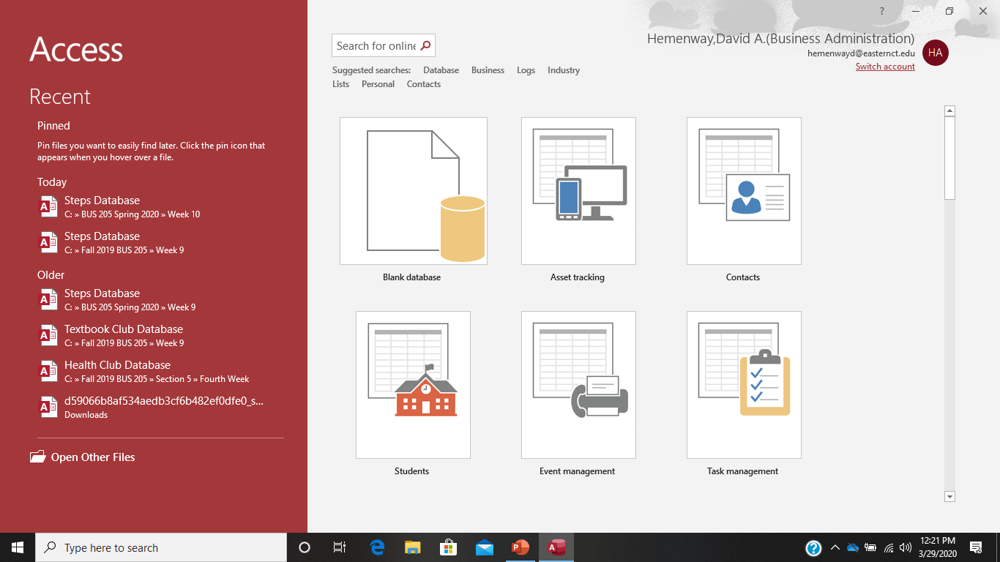 Access
Recent
Pinned
Pin files you want to easily find later. Click the pin icon that
appears when you hover over a file.
Today
Steps Database
C: » BUS 205 Spring 2020 » Week 10
Steps Database
C: » Fall 2019 BUS 205 » Week 9
Older
Steps Database
C: » BUS 205 Spring 2020 » Week 9
Textbook Club Database
C: » Fall 2019 BUS 205 » Week 9
Health Club Database
C: » Fall 2019 BUS 205 » Section 5 » Fourth Week
d59066b8af534aedb3cf6b482ef0dfe0_s...
Downloads
Open Other Files
?
Search for online
Suggested searches: Database Business Logs Industry
Lists Personal Contacts
Hemenway,David A.(Business Administration)
hemenwayd@easternct.edu
Switch account
HA
Blank database
Asset tracking
Contacts
Students
Event management
Task management
Type here to search
12:21 PM
3/29/2020